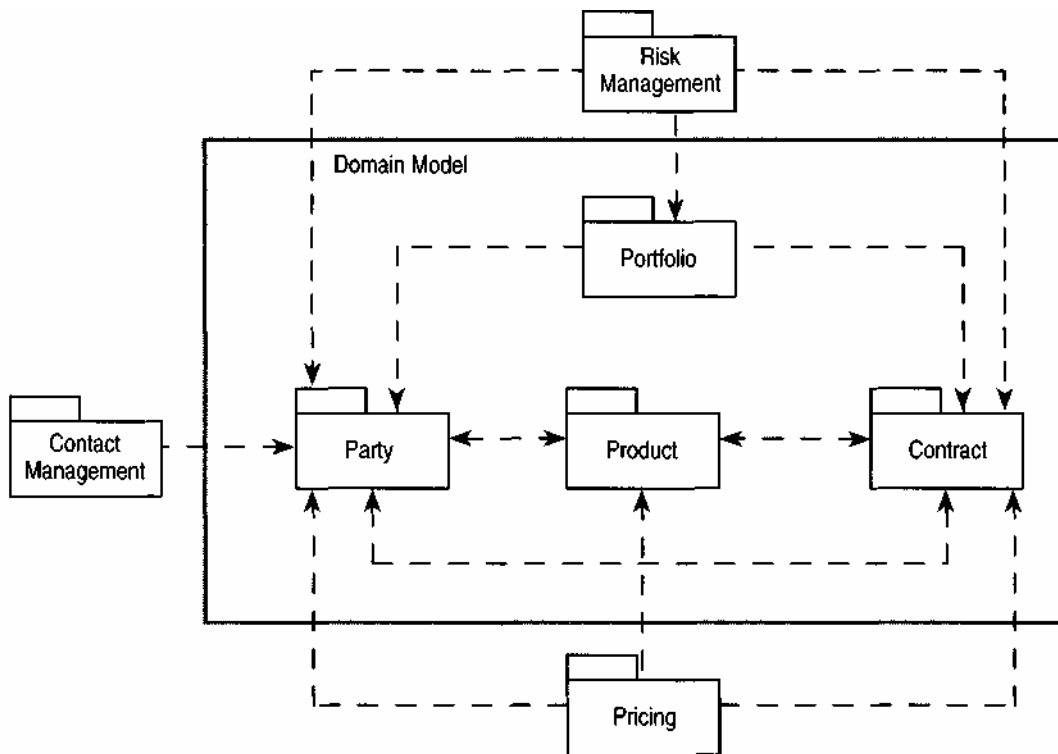 Risk
Management
Domain Model
Portfolio
Contact
Management
Party
Product
Contract
Pricing